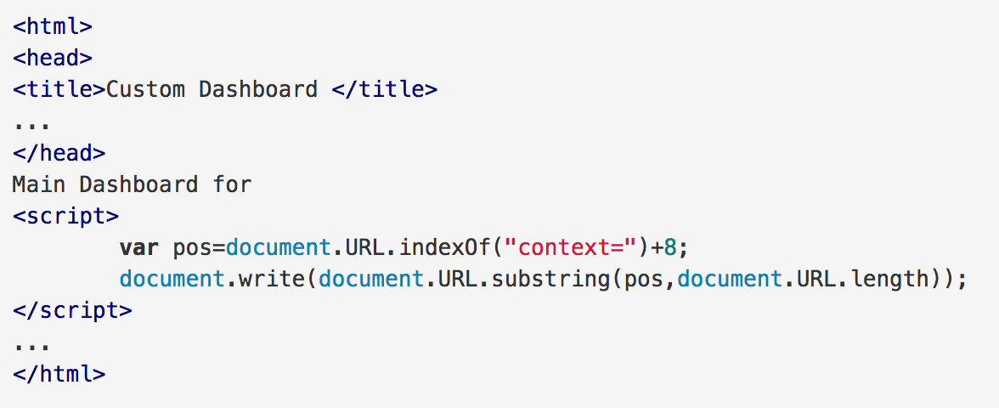 <html>
<head>
<title>Custom Dashboard </title>
...
</head>
Main Dashboard for
<script>
        var pos=document.URL.indexOf("context=")+8;
        document.write(document.URL.substring(pos,document.URL.length));
</script>
...
</html>